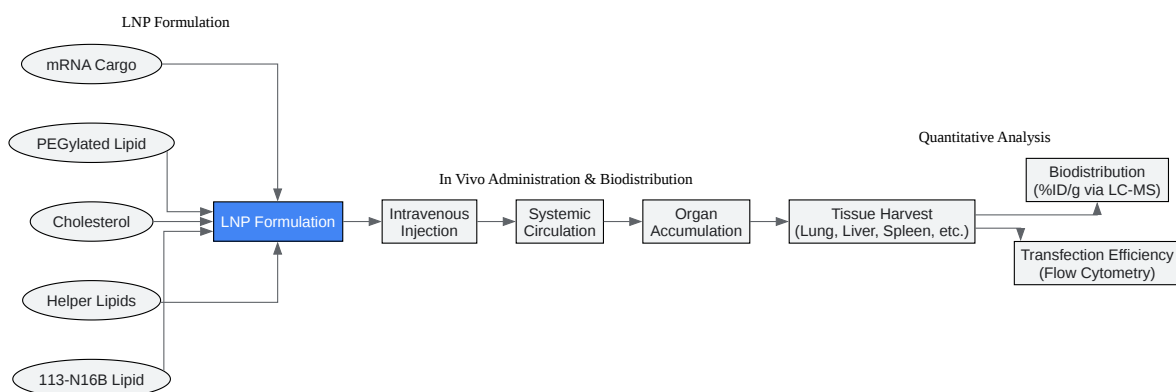 LNP Formulation
mRNA Cargo
PEGylated Lipid
Cholesterol
Helper Lipids
113-N16B Lipid
LNP Formulation
In Vivo Administration & Biodistribution
Intravenous
Injection
Systemic
Circulation
Organ
Accumulation
Tissue Harvest
(Lung, Liver, Spleen, etc.)
Quantitative Analysis
Biodistribution
(%ID/g via LC-MS)
Transfection Efficiency
(Flow Cytometry)